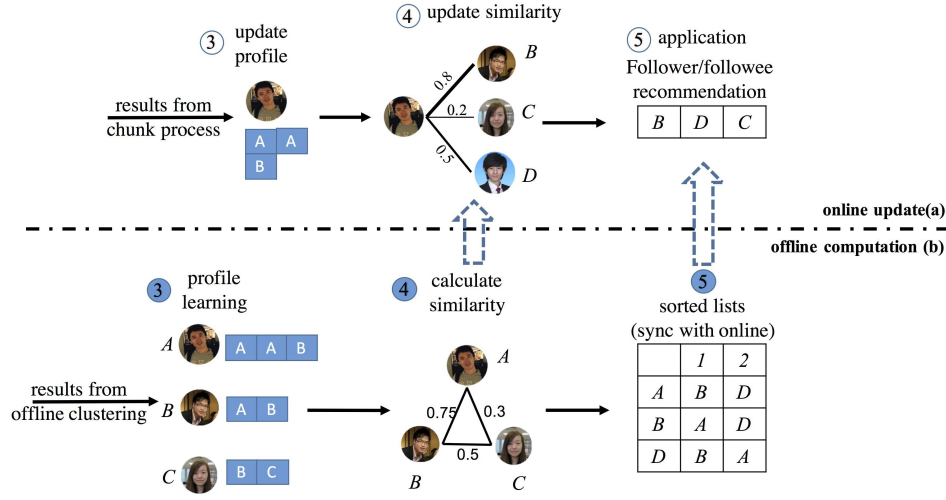 ③ update
profile
④ update similarity
⑤ application
Follower/followee
recommendation
results from
chunk process
A A
B
0.8
0.2
0.5
B
C
D
B D C
online update(a)
offline computation (b)
③ profile
learning
④ calculate
similarity
⑤
sorted lists
(sync with online)
results from
offline clustering
A A A B
B A B
C B C
A
0.75 0.3
0.5
B C
1 2
A B D
B A D
D B A